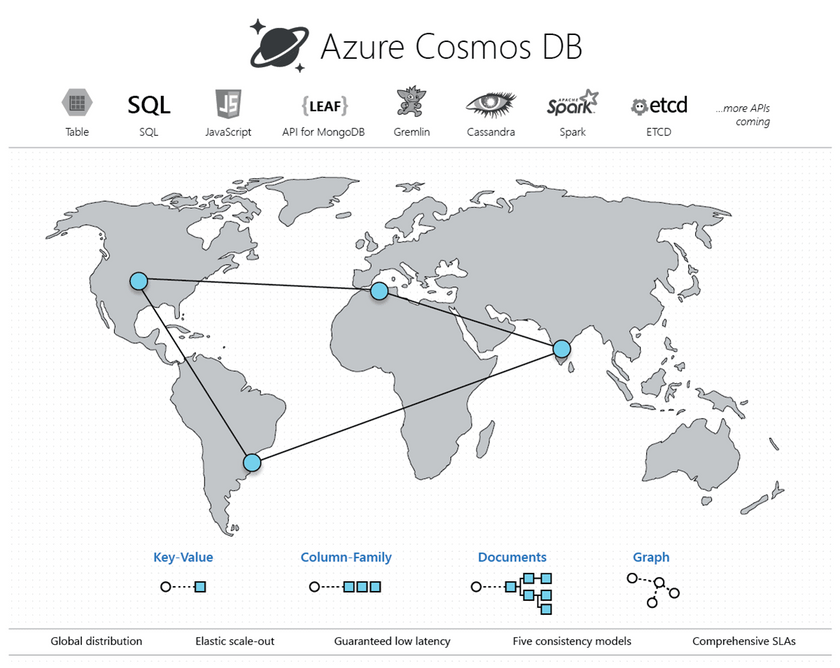 Azure Cosmos DB
SQL
JS
{LEAF}
APACHE
Spark
etcd
...more APIs
coming
Table
SQL
JavaScript
API for MongoDB
Gremlin
Cassandra
Spark
ETCD
Key-Value
Column-Family
Documents
Graph
Global distribution
Elastic scale-out
Guaranteed low latency
Five consistency models
Comprehensive SLAs